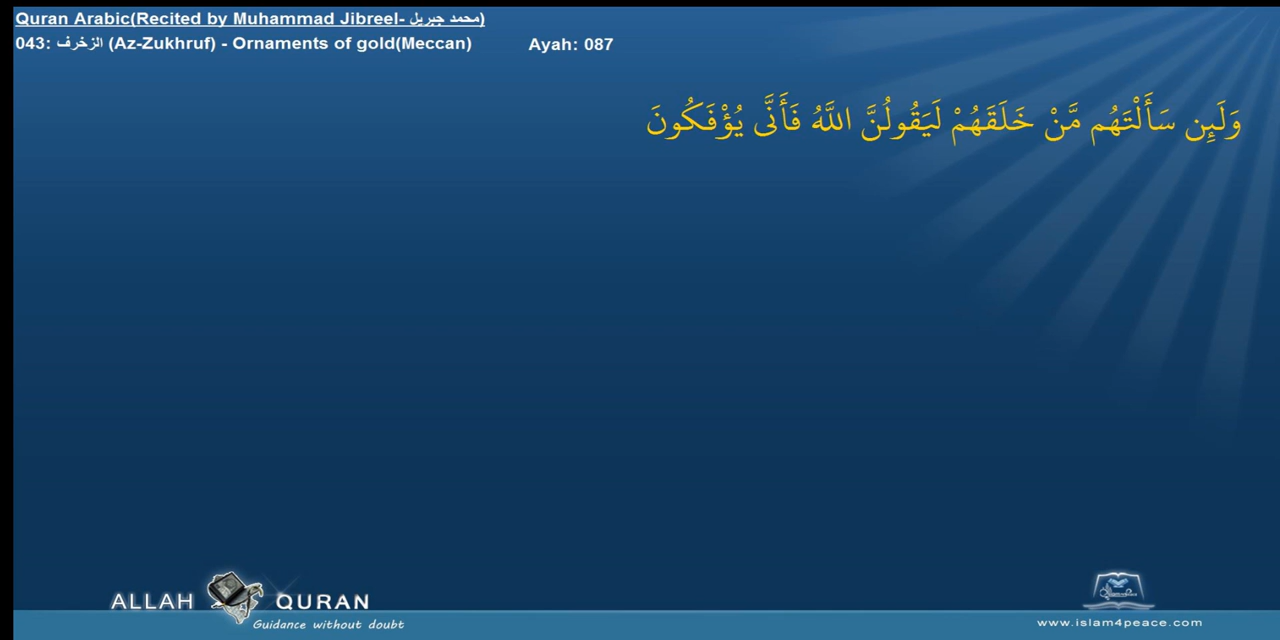 Quran Arabic(Recited by Muhammad Jibreel- محمد جبريل)
043: الزخرف (Az-Zukhruf) - Ornaments of gold(Meccan) Ayah: 087
وَلَئِن سَأَلْتَهُم مَّنْ خَلَقَهُمْ لَيَقُولُنَّ اللَّهُ فَأَنَّى يُؤْفَكُونَ
ALLAH QURAN
Guidance without doubt
www.islam4peace.com